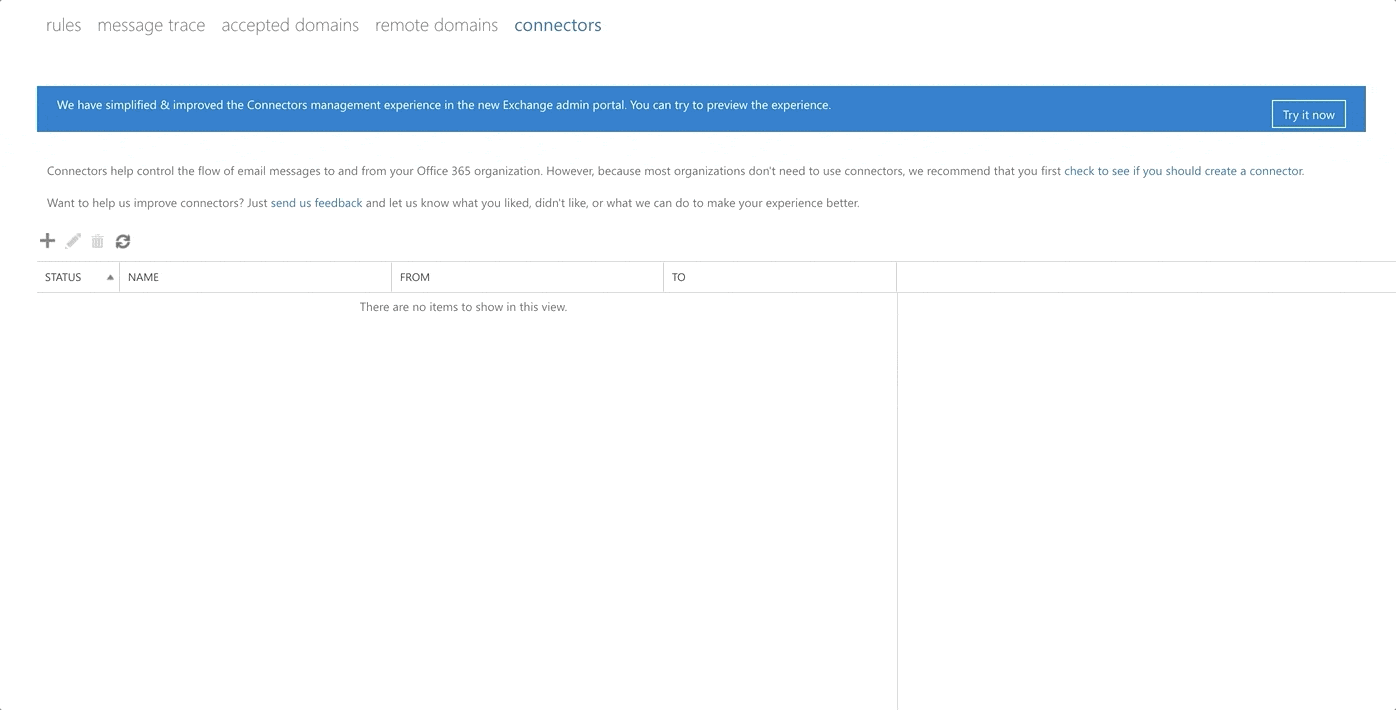 rules message trace accepted domains remote domains connectors
We have simplified & improved the Connectors management experience in the new Exchange admin portal. You can try to preview the experience.
Try it now
Connectors help control the flow of email messages to and from your Office 365 organization. However, because most organizations don't need to use connectors, we recommend that you first check to see if you should create a connector.
Want to help us improve connectors? Just send us feedback and let us know what you liked, didn't like, or what we can do to make your experience better.
STATUS NAME FROM TO
There are no items to show in this view.